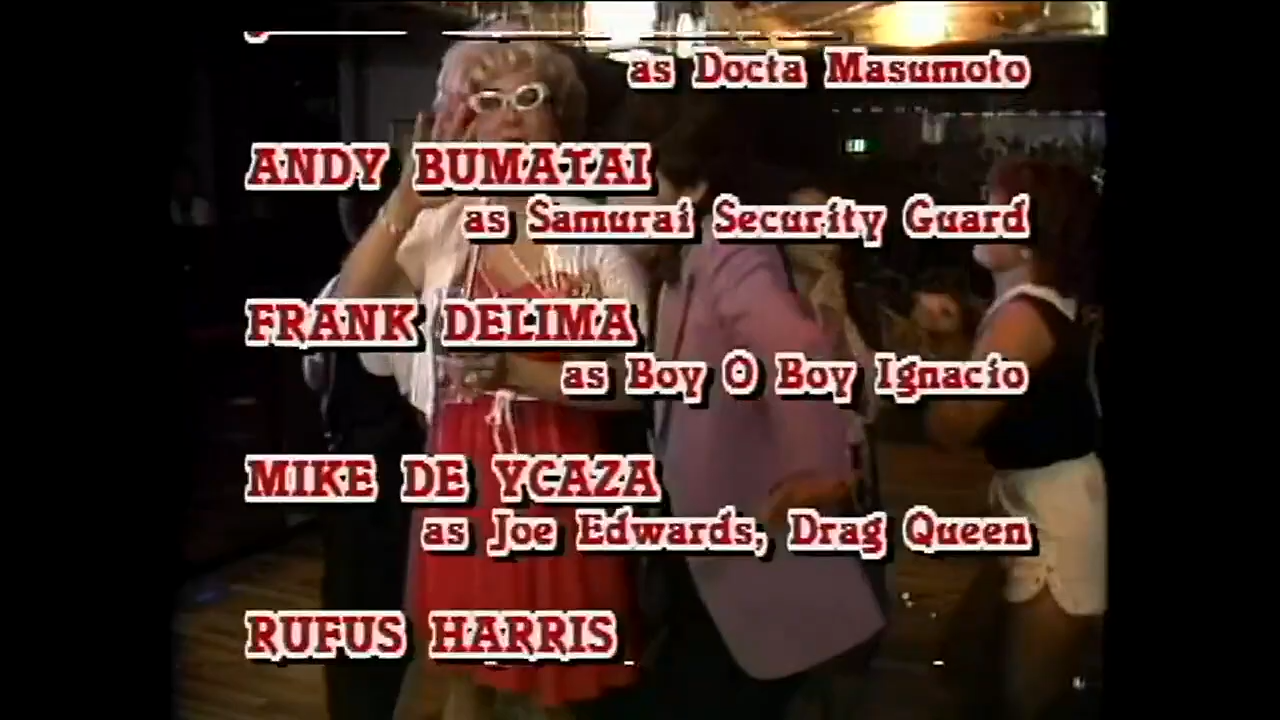 as Docta Masumoto
ANDY BUMATAI
as Samurai Security Guard
FRANK DELIMA
as Boy O Boy Ignacio
MIKE DE YCAZA
as Joe Edwards, Drag Queen
RUFUS HARRIS